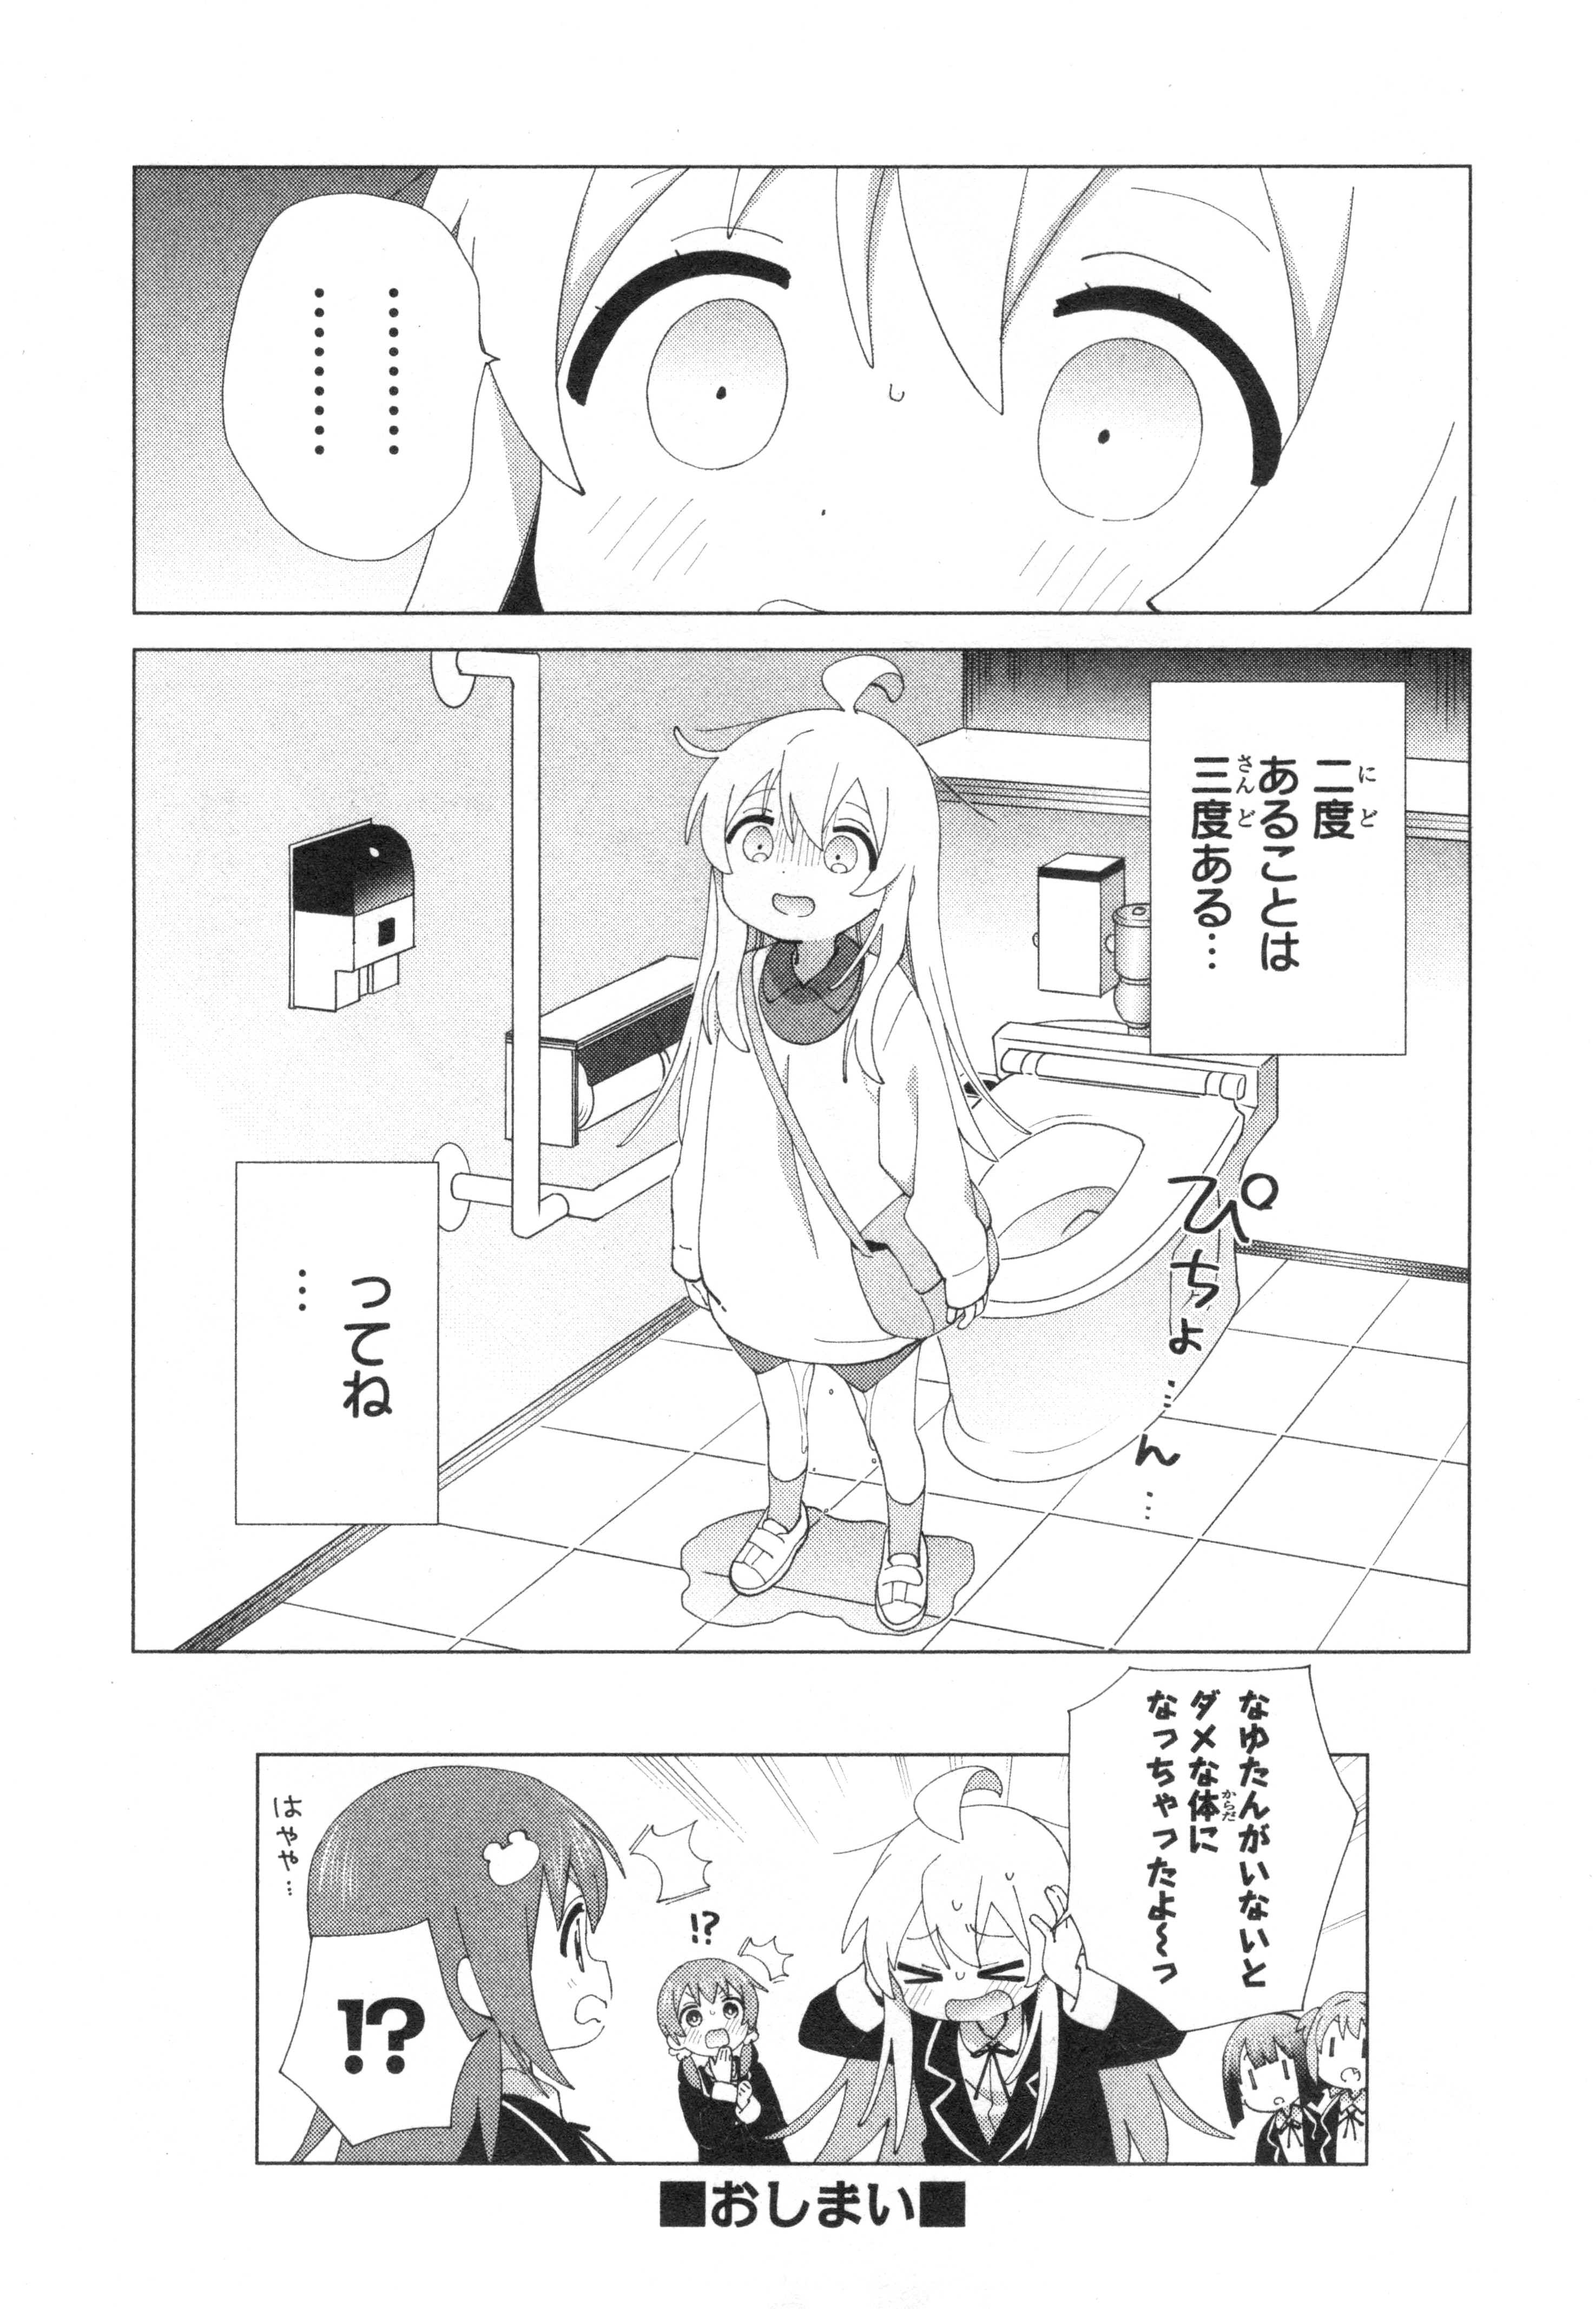 ………
………
二度
あることは
三度ある…
ぴちょ…ん…
ってね
…
なゆたんがいないと
ダメな体に
なっちゃったよ〜っ
!?
!?
はやや…
■おしまい■